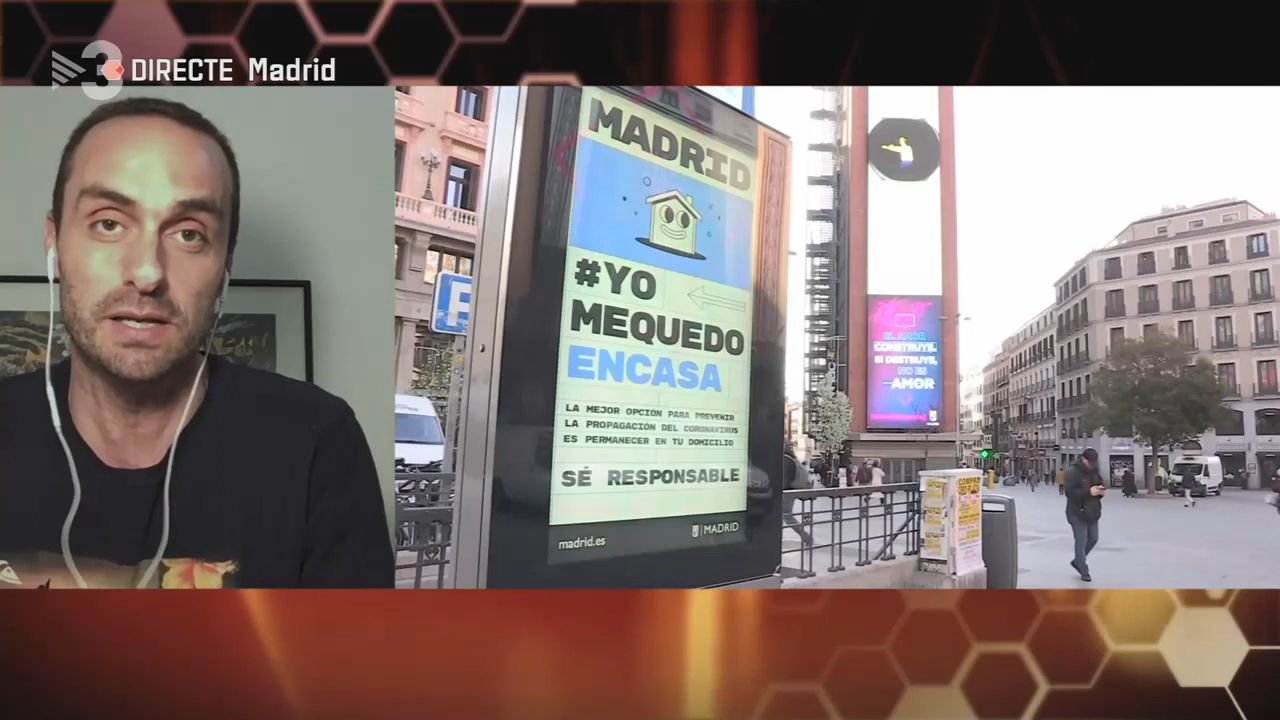 3 DIRECTE Madrid
MADRID
#YO
MEQUEDO
ENCASA
LA MEJOR OPCIÓN PARA PREVENIR
LA PROPAGACIÓN DEL CORONAVIRUS
ES PERMANECER EN TU DOMICILIO
SÉ RESPONSABLE
MADRID
madrid.es
P
EL AMOR
CONSTRUYE,
SI DESTRUYE,
NO ES
AMOR
COMPRO